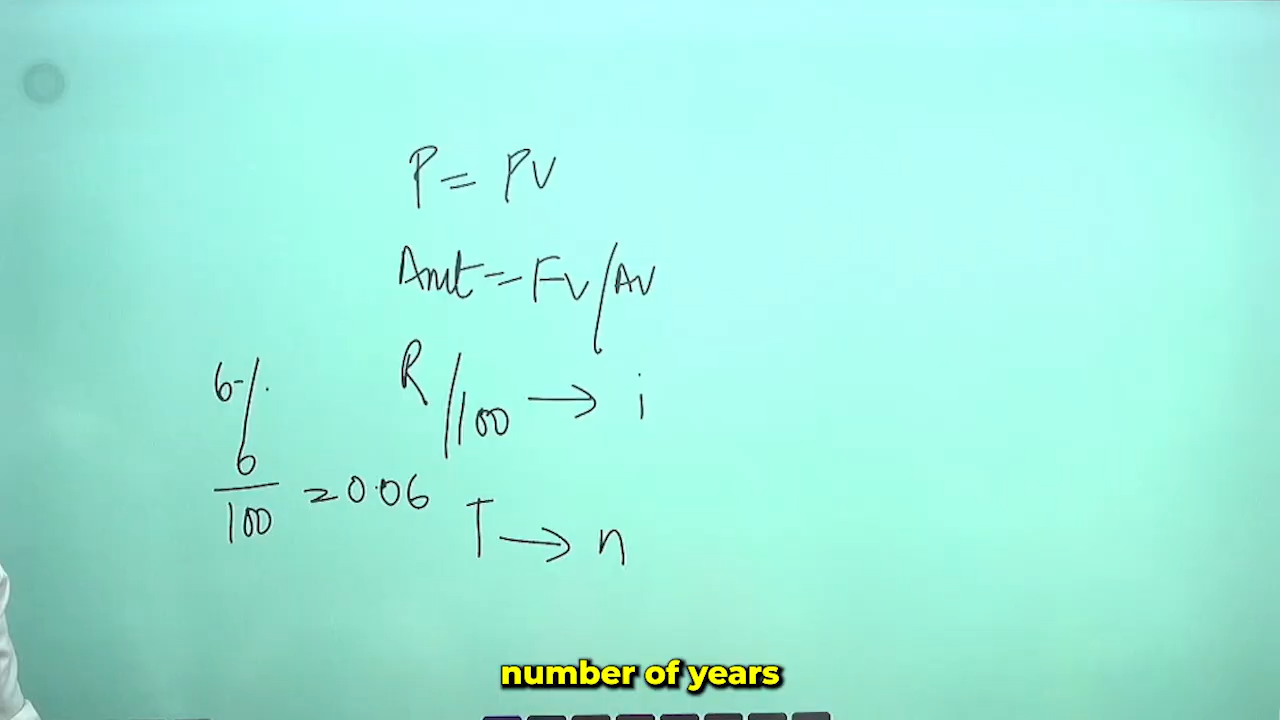 P = PV
Amt = FV/AV
R/100 → i
6%
6/100 = 0.06
T → n
number of years